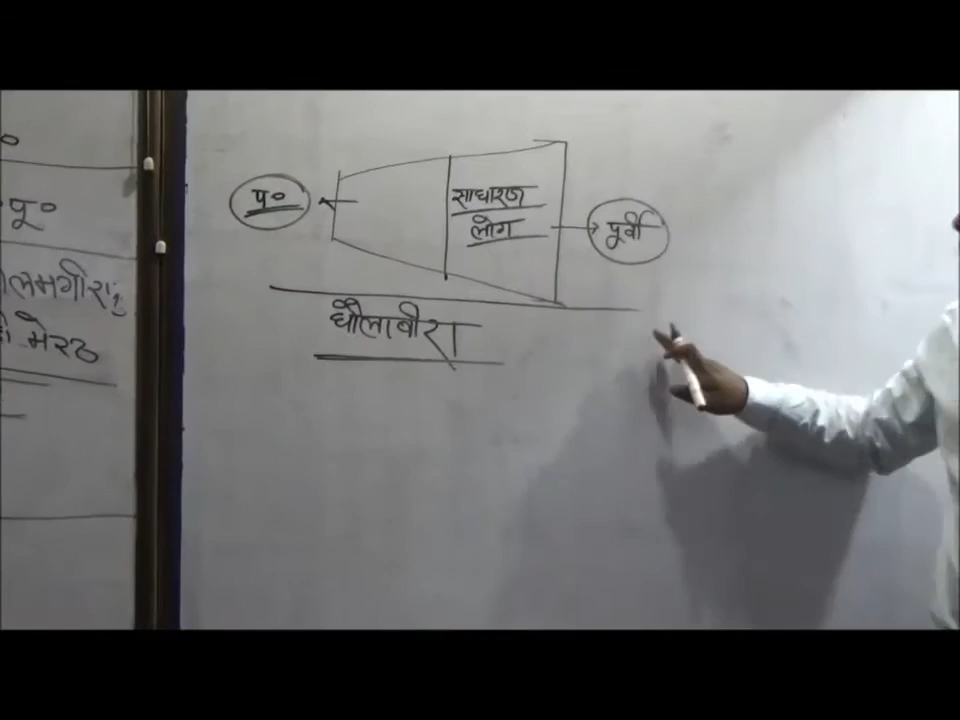 पू०
मेरठ
प०
साधारण
लोग
पूर्वी
धौलावीरा